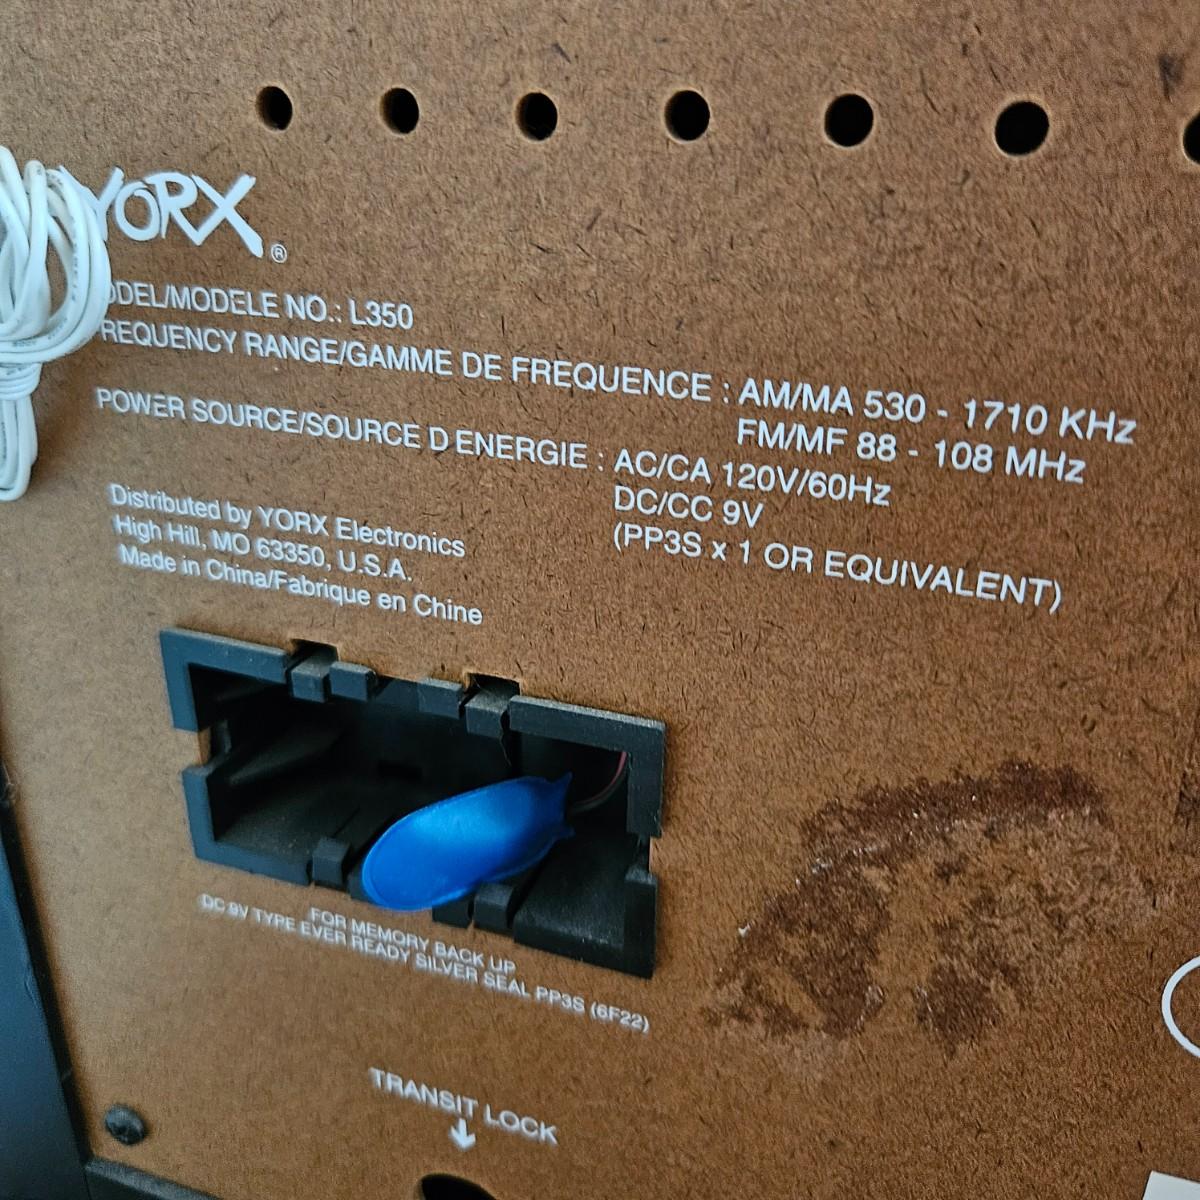 YORX ®
ODEL/MODELE NO.: L350
REQUENCY RANGE/GAMME DE FREQUENCE : AM/MA 530 - 1710 KHz
FM/MF 88 - 108 MHz
POWER SOURCE/SOURCE D ENERGIE : AC/CA 120V/60Hz
DC/CC 9V
(PP3S x 1 OR EQUIVALENT)
Distributed by YORX Electronics
High Hill, MO 63350, U.S.A.
Made in China/Fabrique en Chine
FOR MEMORY BACK UP
DC 9V TYPE EVER READY SILVER SEAL PP3S (6F22)
TRANSIT LOCK